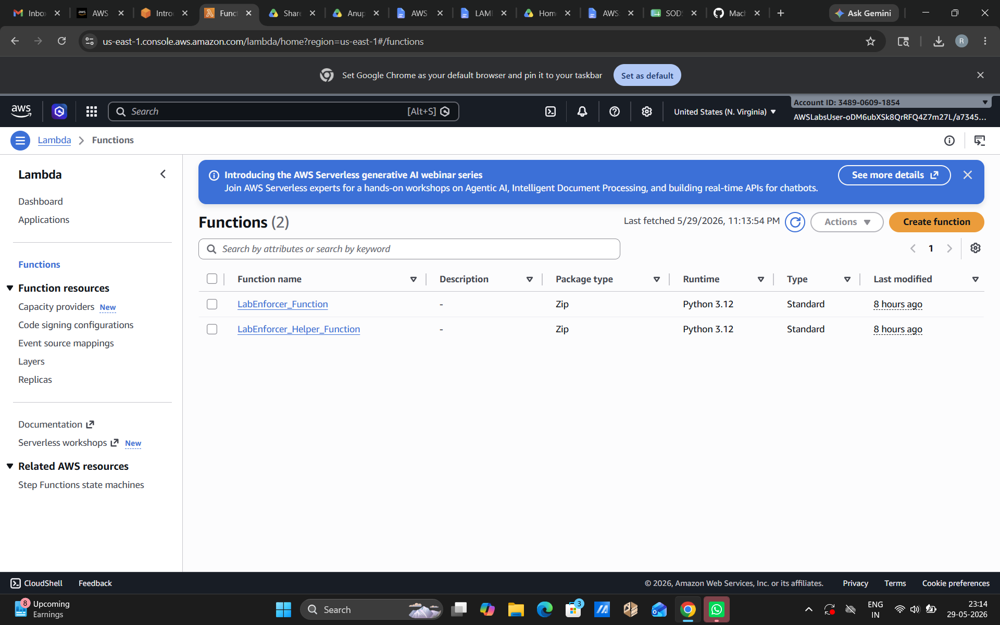 Inbox
AWS
Intro
Func
Share
Anup
AWS
LAM
Hom
AWS
SOD
Mac
Ask Gemini
us-east-1.console.aws.amazon.com/lambda/home?region=us-east-1#/functions
R
Set Google Chrome as your default browser and pin it to your taskbar
Set as default
aws
Search
[Alt+S]
United States (N. Virginia)
Account ID: 3489-0609-1854
AWSLabsUser-oDM6ubXSk8QrRFQ4Z7m27L/a7345...
Lambda
Functions
Lambda
Dashboard
Applications
Functions
Function resources
Capacity providers New
Code signing configurations
Event source mappings
Layers
Replicas
Documentation
Serverless workshops New
Related AWS resources
Step Functions state machines
Introducing the AWS Serverless generative AI webinar series
Join AWS Serverless experts for a hands-on workshops on Agentic AI, Intelligent Document Processing, and building real-time APIs for chatbots.
See more details
Functions (2)
Last fetched 5/29/2026, 11:13:54 PM
Actions
Create function
Search by attributes or search by keyword
1
Function name Description Package type Runtime Type Last modified
LabEnforcer_Function - Zip Python 3.12 Standard 8 hours ago
LabEnforcer_Helper_Function - Zip Python 3.12 Standard 8 hours ago
CloudShell
Feedback
© 2026, Amazon Web Services, Inc. or its affiliates.
Privacy
Terms
Cookie preferences
8
Upcoming
Earnings
Search
3
ENG
IN
23:14
29-05-2026